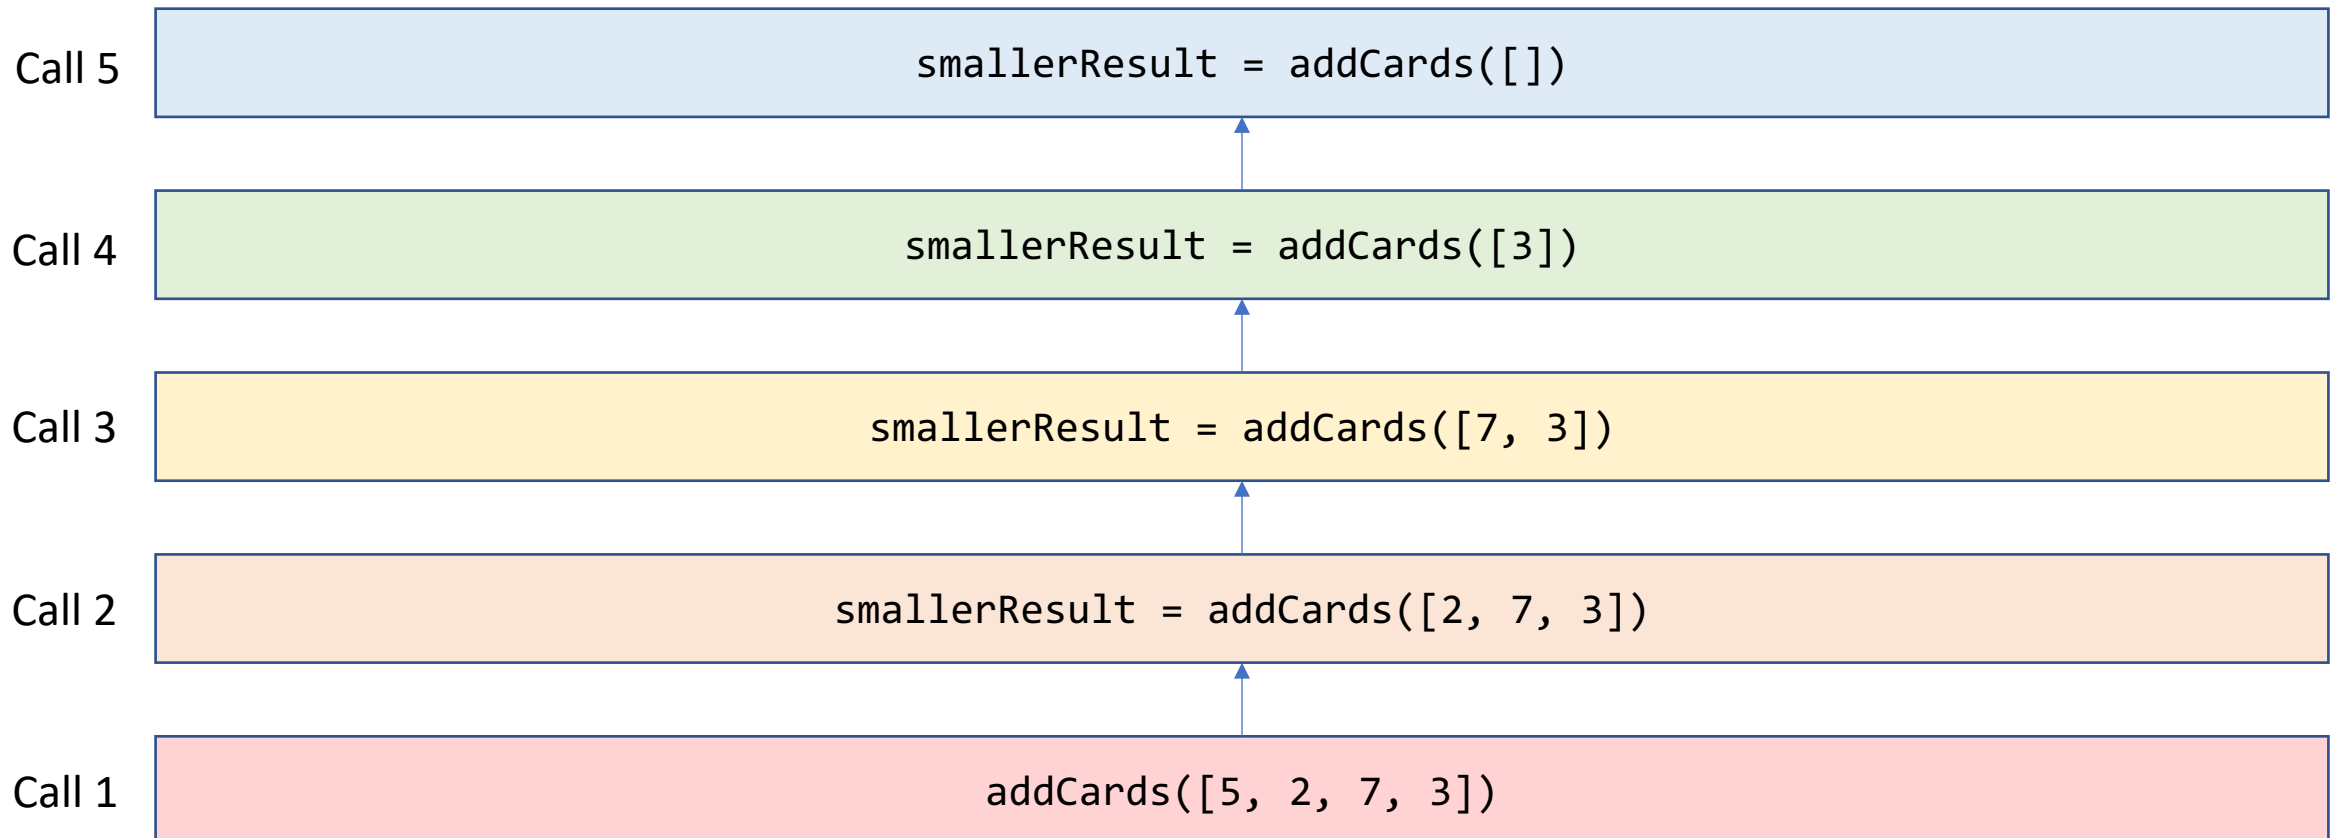 Call 5 smallerResult = addCards([])
Call 4 smallerResult = addCards([3])
Call 3 smallerResult = addCards([7, 3])
Call 2 smallerResult = addCards([2, 7, 3])
Call 1 addCards([5, 2, 7, 3])